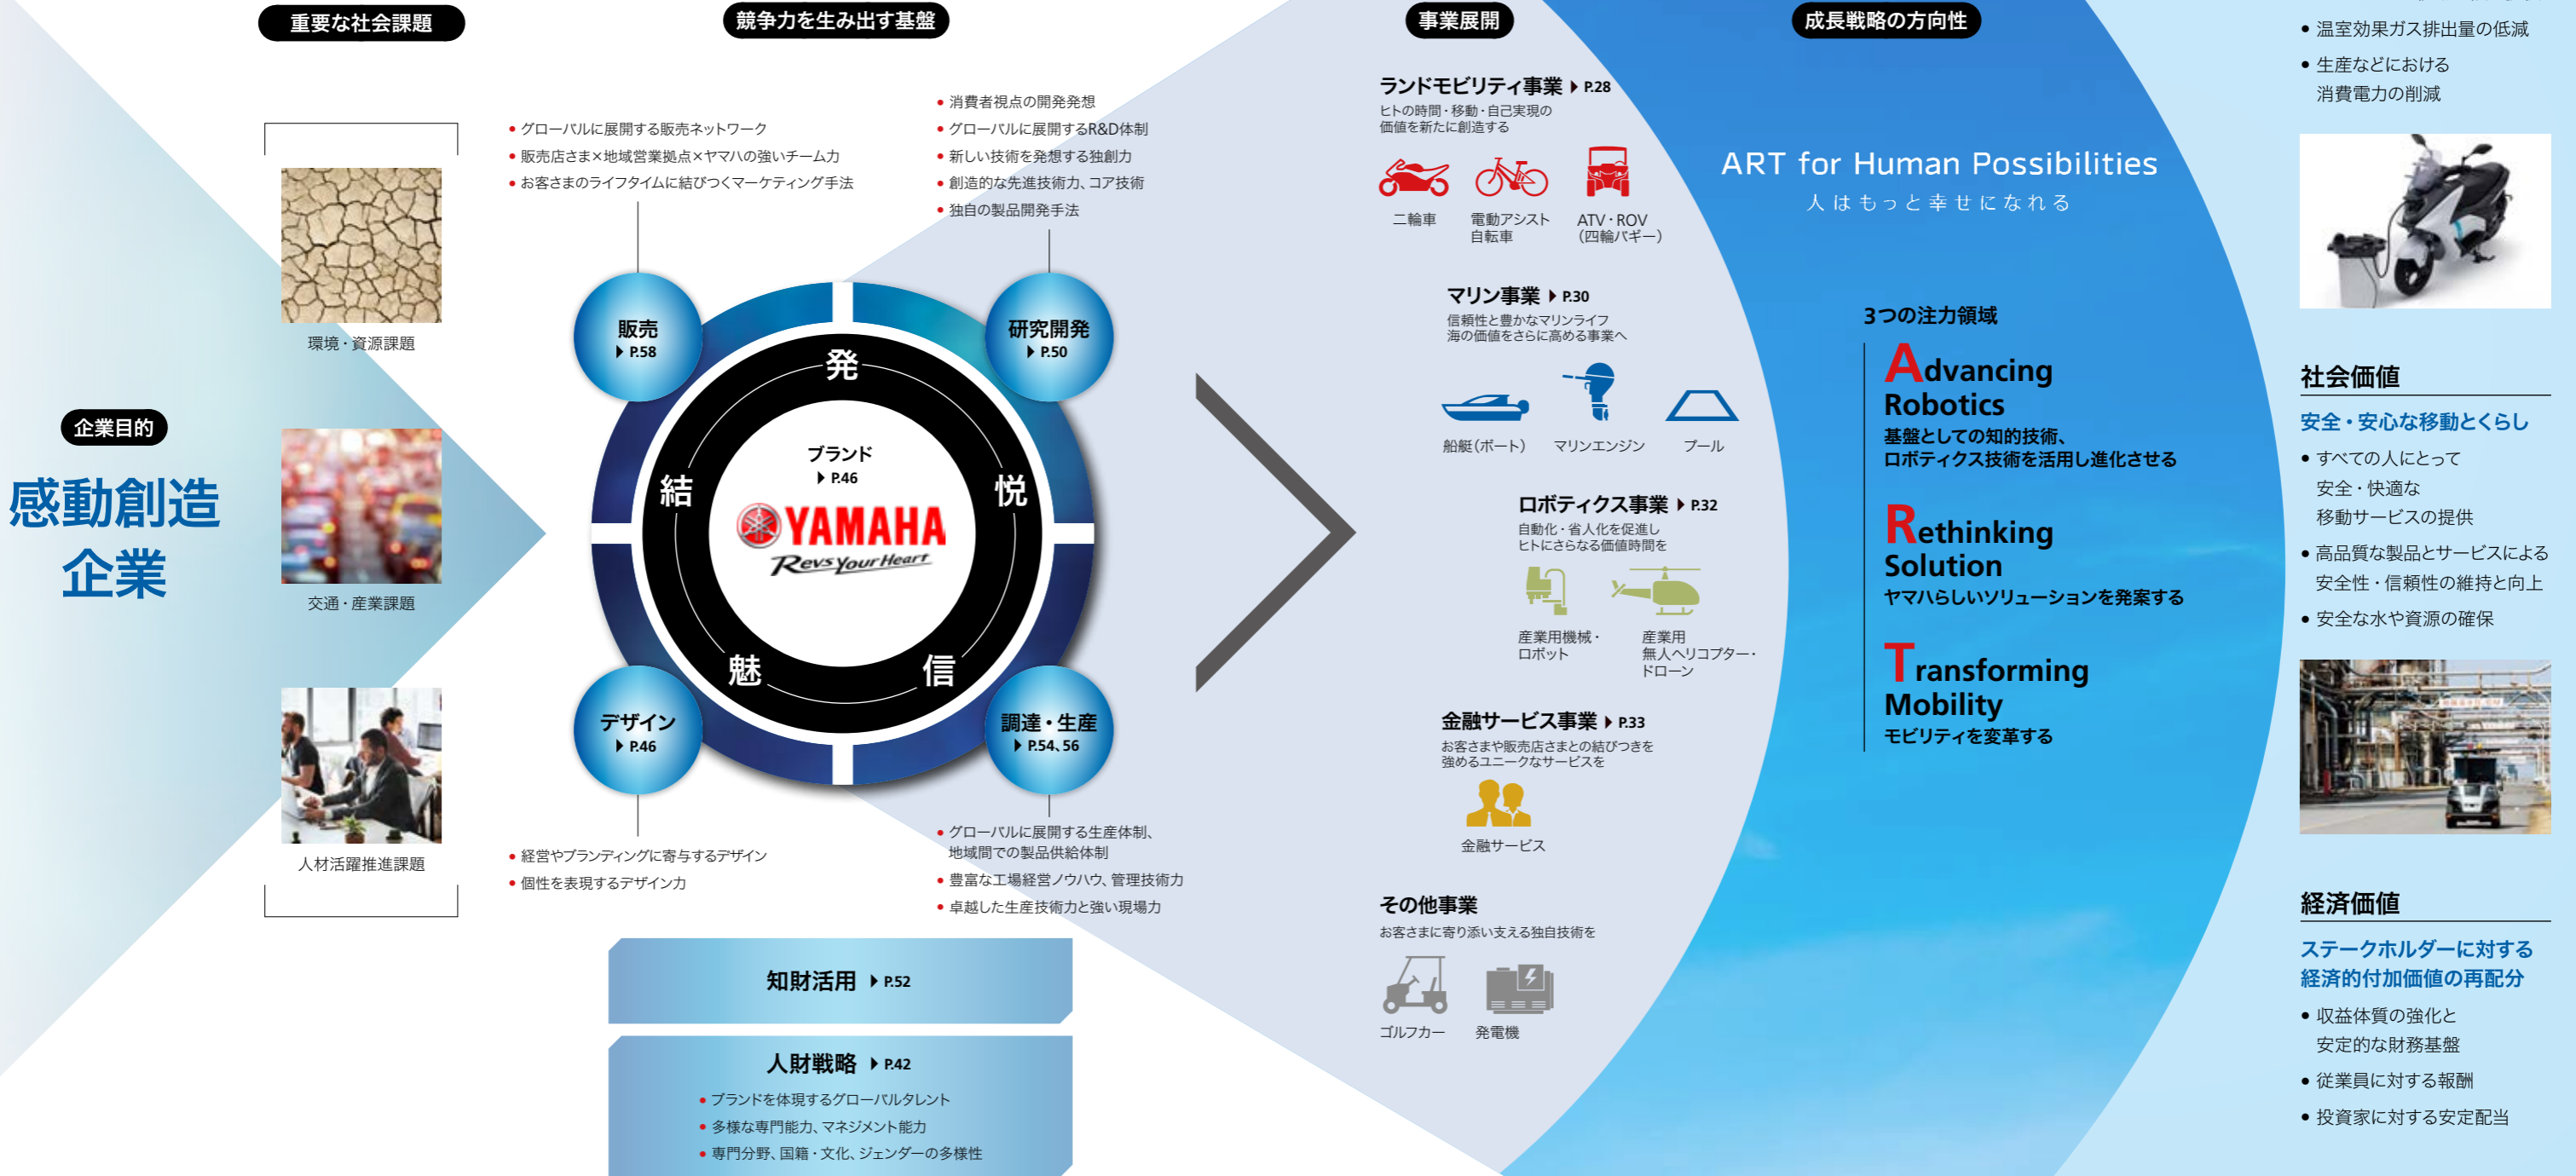 企業目的
感動創造
企業
重要な社会課題
環境・資源課題
交通・産業課題
人材活躍推進課題
競争力を生み出す基盤
• グローバルに展開する販売ネットワーク
• 販売店さま×地域営業拠点×ヤマハの強いチーム力
• お客さまのライフタイムに結びつくマーケティング手法
• 消費者視点の開発発想
• グローバルに展開するR&D体制
• 新しい技術を発想する独創力
• 創造的な先進技術力、コア技術
• 独自の製品開発手法
販売
▶ P.58
研究開発
▶ P.50
発
結
悦
魅
信
ブランド
▶ P.46
YAMAHA
Revs Your Heart
デザイン
▶ P.46
調達・生産
▶ P.54、56
• 経営やブランディングに寄与するデザイン
• 個性を表現するデザイン力
• グローバルに展開する生産体制、
地域間での製品供給体制
• 豊富な工場経営ノウハウ、管理技術力
• 卓越した生産技術力と強い現場力
知財活用 ▶ P.52
人財戦略 ▶ P.42
• ブランドを体現するグローバルタレント
• 多様な専門能力、マネジメント能力
• 専門分野、国籍・文化、ジェンダーの多様性
事業展開
ランドモビリティ事業 ▶ P.28
ヒトの時間・移動・自己実現の
価値を新たに創造する
二輪車
電動アシスト
自転車
ATV・ROV
（四輪バギー）
マリン事業 ▶ P.30
信頼性と豊かなマリンライフ
海の価値をさらに高める事業へ
船艇（ボート）
マリンエンジン
プール
ロボティクス事業 ▶ P.32
自動化・省人化を促進し
ヒトにさらなる価値時間を
産業用機械・
ロボット
産業用
無人ヘリコプター・
ドローン
金融サービス事業 ▶ P.33
お客さまや販売店さまとの結びつきを
強めるユニークなサービスを
金融サービス
その他事業
お客さまに寄り添い支える独自技術を
ゴルフカー
発電機
成長戦略の方向性
ART for Human Possibilities
人はもっと幸せになれる
3つの注力領域
Advancing
Robotics
基盤としての知的技術、
ロボティクス技術を活用し進化させる
Rethinking
Solution
ヤマハらしいソリューションを発案する
Transforming
Mobility
モビリティを変革する
• 温室効果ガス排出量の低減
• 生産などにおける
消費電力の削減
社会価値
安全・安心な移動とくらし
• すべての人にとって
安全・快適な
移動サービスの提供
• 高品質な製品とサービスによる
安全性・信頼性の維持と向上
• 安全な水や資源の確保
経済価値
ステークホルダーに対する
経済的付加価値の再配分
• 収益体質の強化と
安定的な財務基盤
• 従業員に対する報酬
• 投資家に対する安定配当